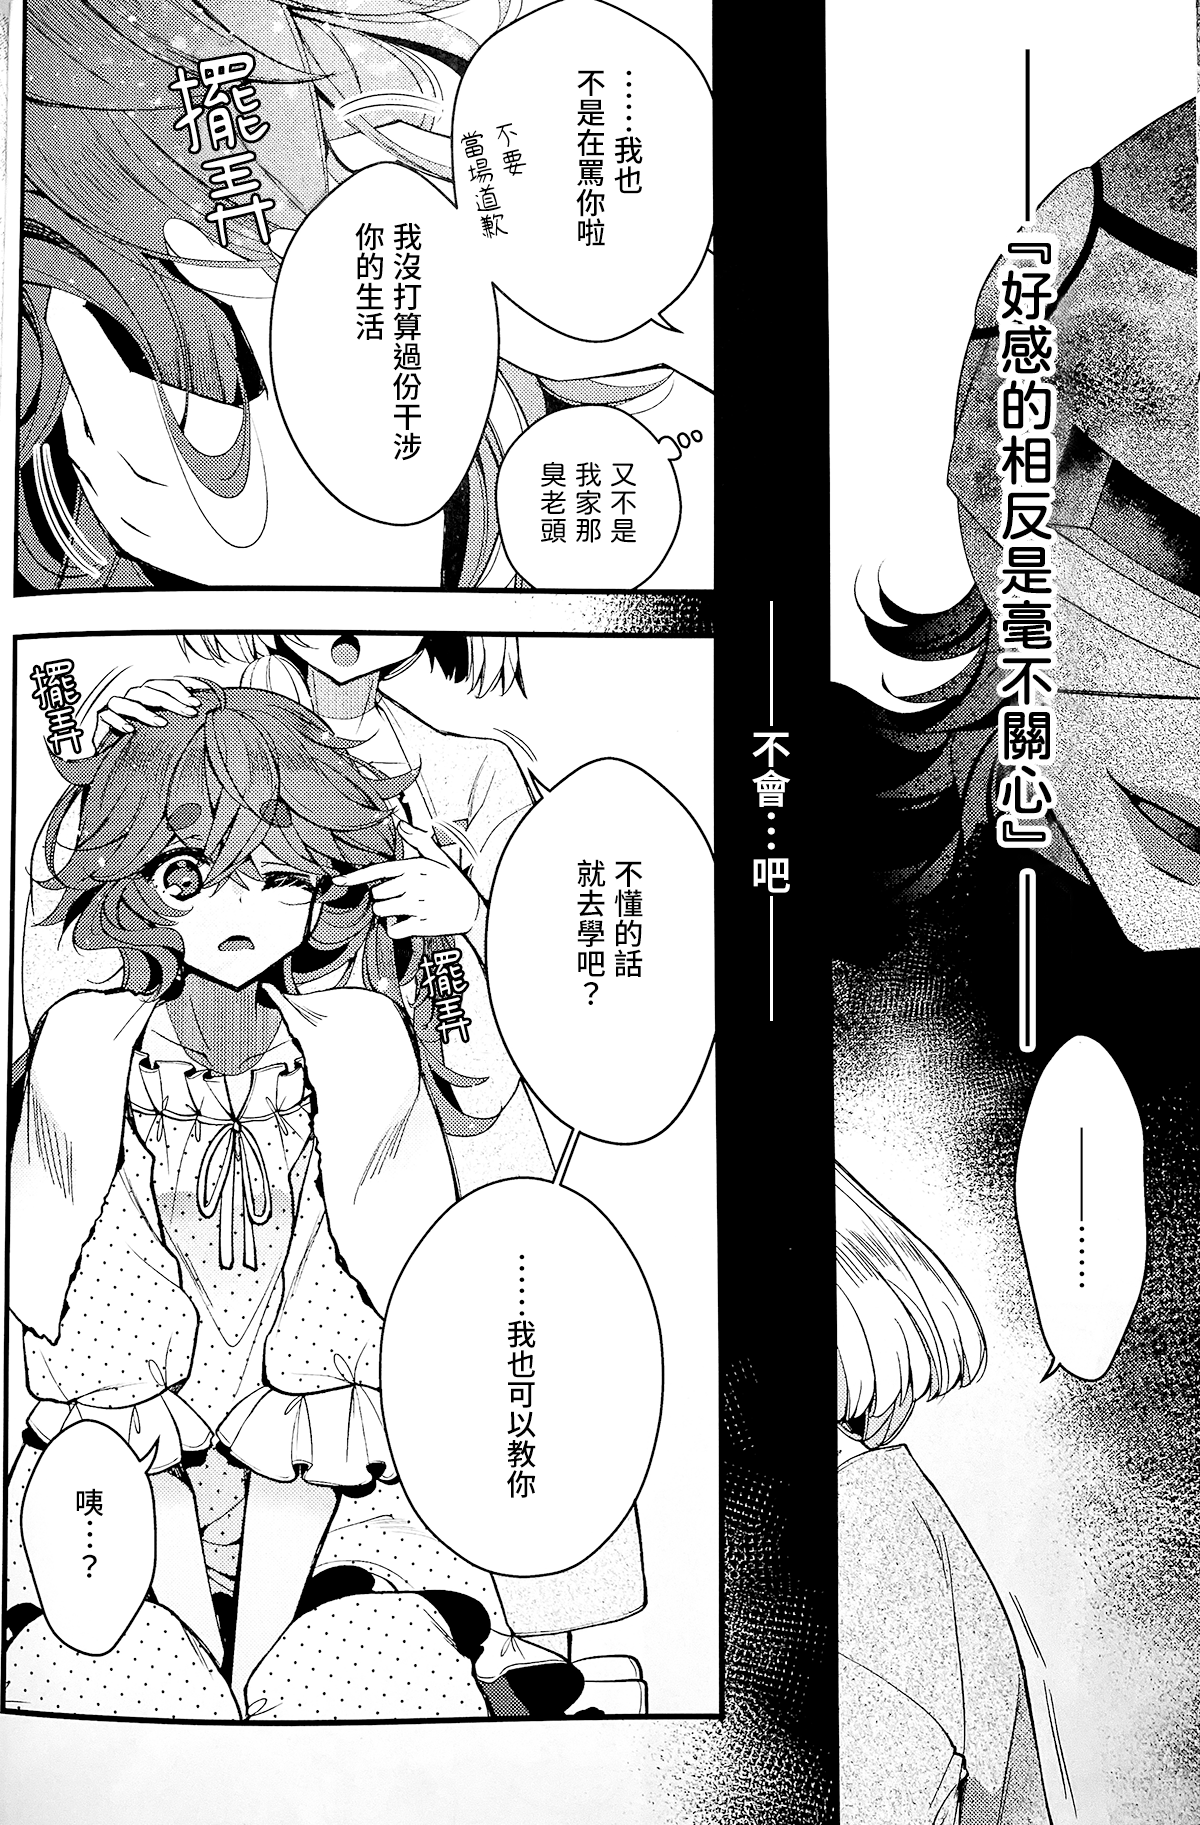 『好感的相反是毫不關心』
——………
不會…吧
……我也
不是在罵你啦
不要
當場道歉
我沒打算過份干涉
你的生活
又不是
我家那
臭老頭
擺弄
擺弄
不懂的話
就去學吧？
擺弄
……我也可以教你
咦…？